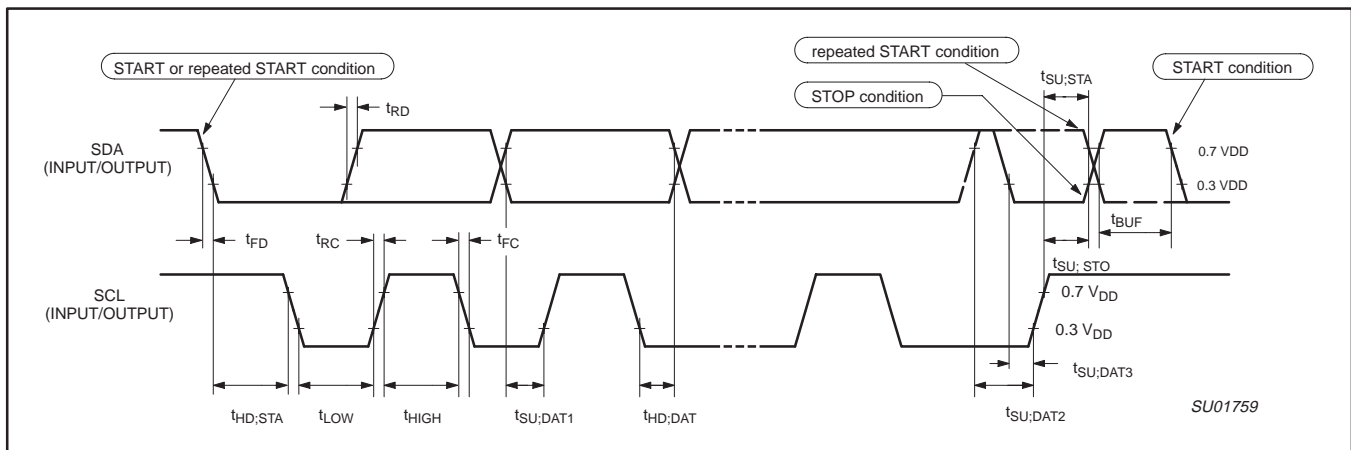 repeated START condition
START or repeated START condition
tSU;STA
START condition
STOP condition
tRD
SDA
(INPUT/OUTPUT)
0.7 VDD
0.3 VDD
tFD
tRC
tFC
tBUF
tSU; STO
SCL
(INPUT/OUTPUT)
0.7 VDD
0.3 VDD
tSU;DAT3
tHD;STA
tLOW
tHIGH
tSU;DAT1
tHD;DAT
tSU;DAT2
SU01759